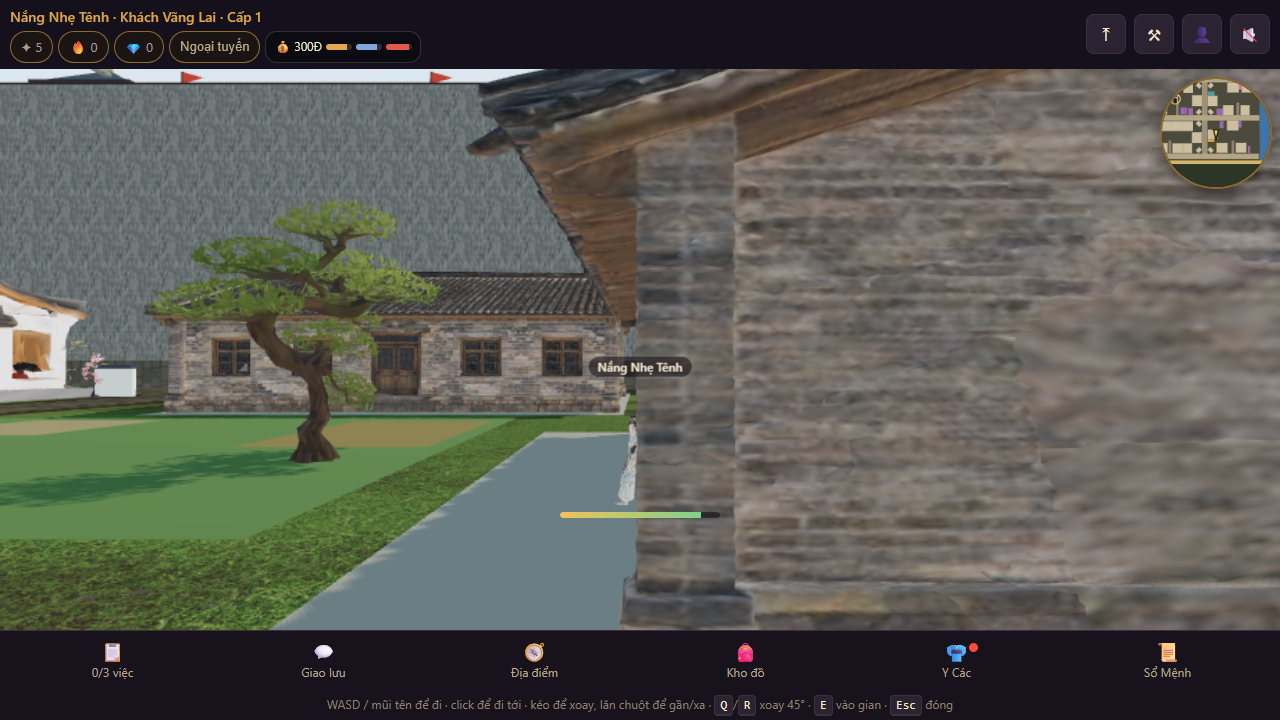 Nắng Nhẹ Tênh · Khách Vãng Lai · Cấp 1
5
0
0
Ngoại tuyến
300Đ
Nắng Nhẹ Tênh
0/3 việc
Giao lưu
Địa điểm
Kho đồ
Y Các
Sổ Mệnh
WASD / mũi tên để đi · click để đi tới · kéo để xoay, lăn chuột để gần/xa · Q / R xoay 45° · E vào gian · Esc đóng